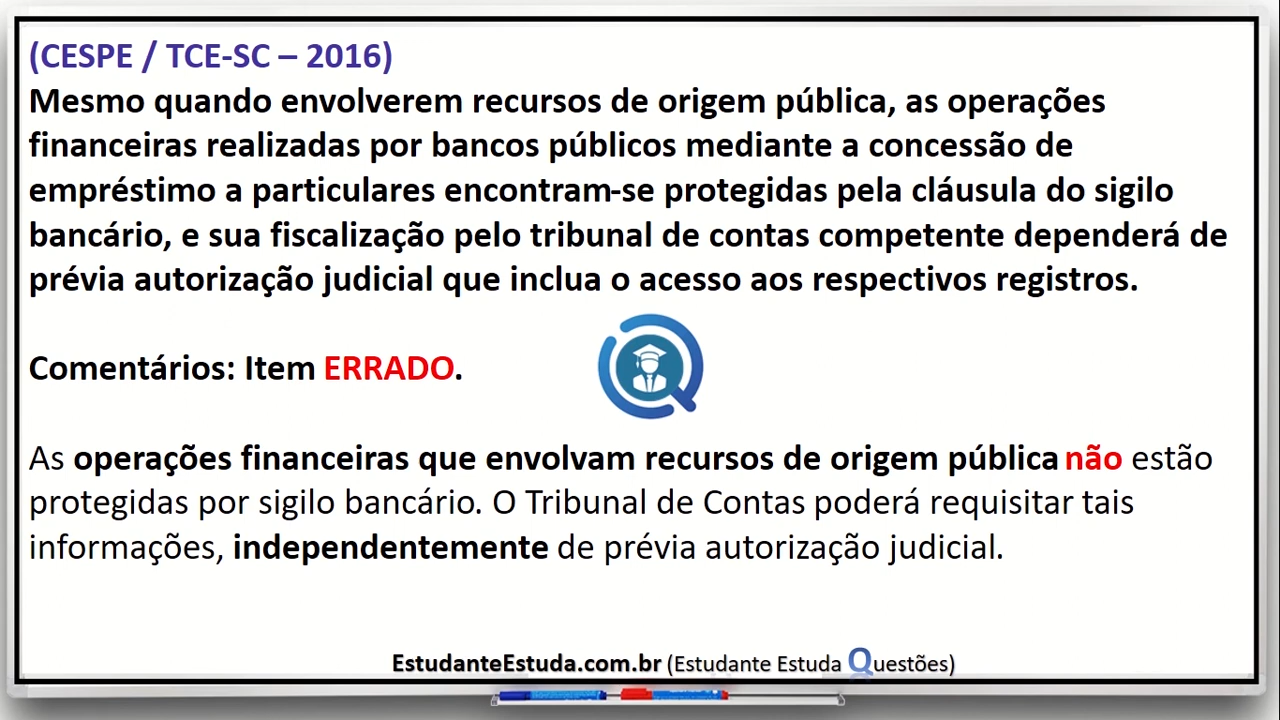 (CESPE / TCE-SC – 2016)
Mesmo quando envolverem recursos de origem pública, as operações
financeiras realizadas por bancos públicos mediante a concessão de
empréstimo a particulares encontram-se protegidas pela cláusula do sigilo
bancário, e sua fiscalização pelo tribunal de contas competente dependerá de
prévia autorização judicial que inclua o acesso aos respectivos registros.
Comentários: Item ERRADO.
As operações financeiras que envolvam recursos de origem pública não estão
protegidas por sigilo bancário. O Tribunal de Contas poderá requisitar tais
informações, independentemente de prévia autorização judicial.
EstudanteEstuda.com.br (Estudante Estuda Questões)